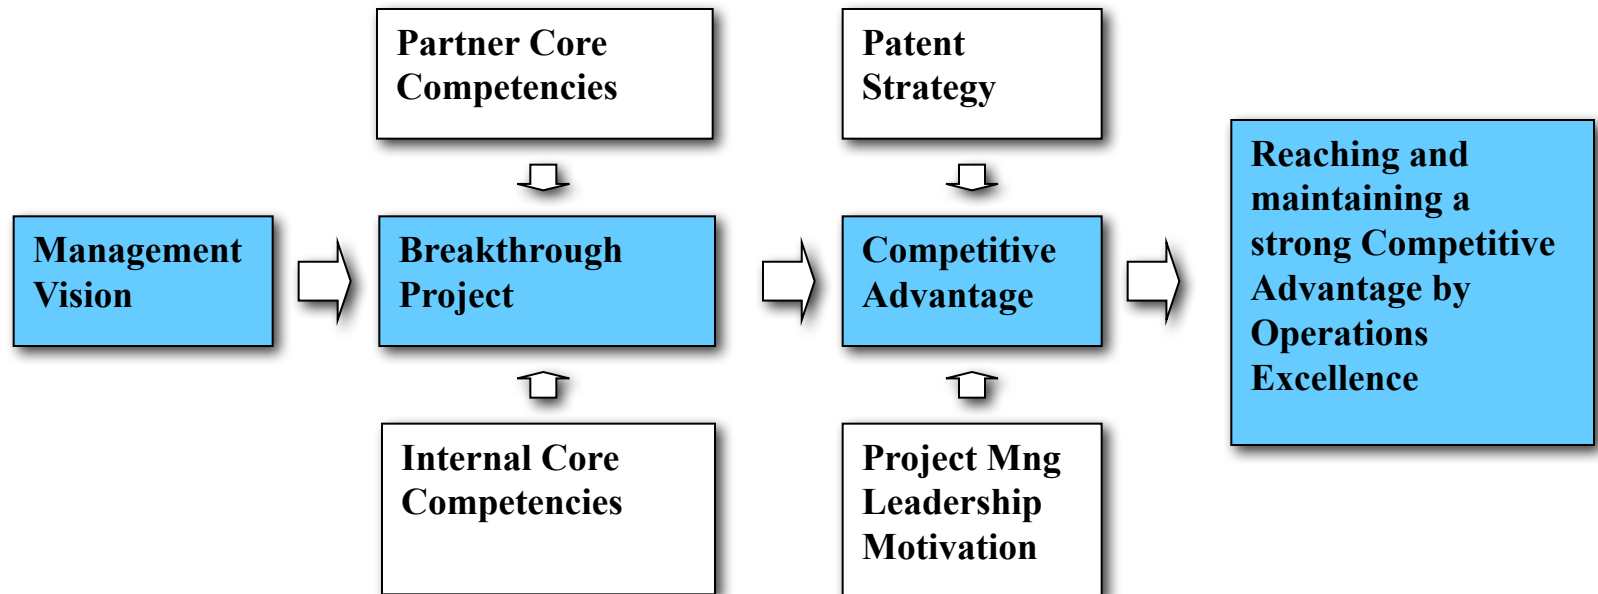 Partner Core
Competencies
Patent
Strategy
Management
Vision
Breakthrough
Project
Competitive
Advantage
Reaching and
maintaining a
strong Competitive
Advantage by
Operations
Excellence
Internal Core
Competencies
Project Mng
Leadership
Motivation